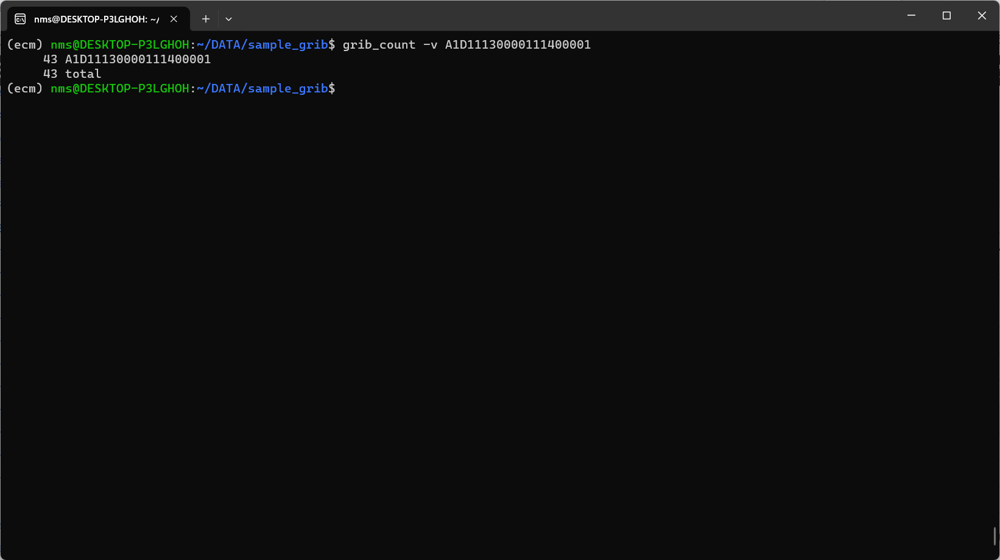 nms@DESKTOP-P3LGHOH: ~/
(ecm) nms@DESKTOP-P3LGHOH:~/DATA/sample_grib$ grib_count -v A1D11130000111400001
43 A1D11130000111400001
43 total
(ecm) nms@DESKTOP-P3LGHOH:~/DATA/sample_grib$